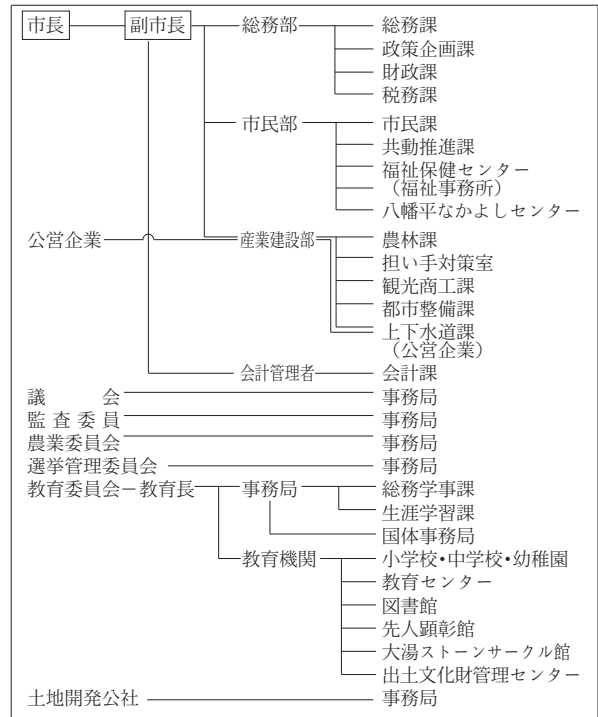 市長 副市長 総務部 総務課
政策企画課
財政課
税務課
市民部 市民課
共動推進課
福祉保健センター
（福祉事務所）
八幡平なかよしセンター
公営企業 産業建設部 農林課
担い手対策室
観光商工課
都市整備課
上下水道課
（公営企業）
会計管理者 会計課
議会 事務局
監査委員 事務局
農業委員会 事務局
選挙管理委員会 事務局
教育委員会－教育長 事務局 総務学事課
生涯学習課
国体事務局
教育機関 小学校・中学校・幼稚園
教育センター
図書館
先人顕彰館
大湯ストーンサークル館
出土文化財管理センター
土地開発公社 事務局